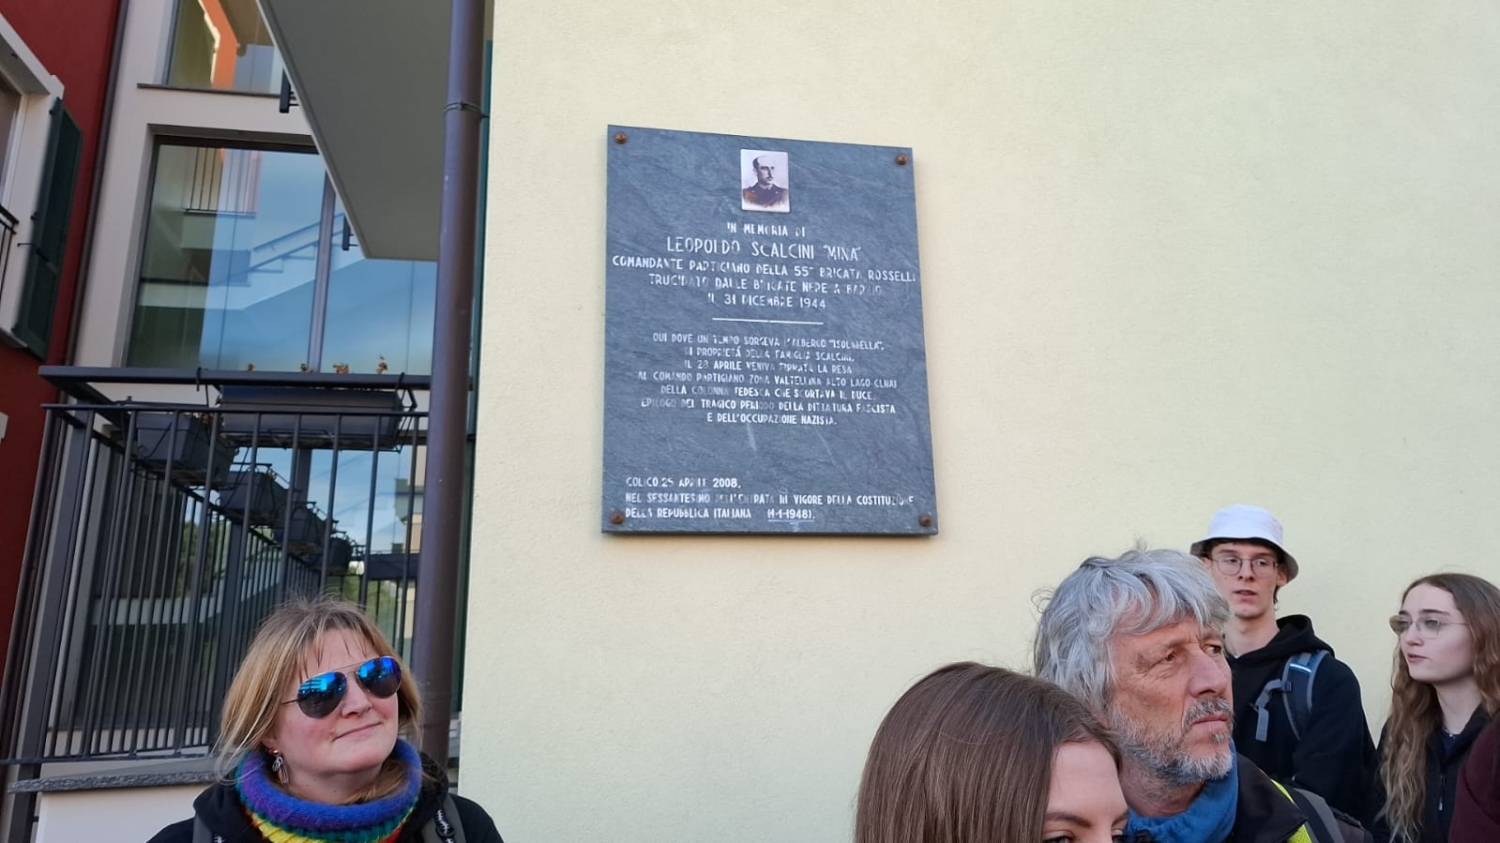 IN MEMORIA DI
LEOPOLDO SCALCINI "MINA"
COMANDANTE PARTIGIANO DELLA 55ª BRIGATA ROSSELLI
TRUCIDATO DALLE BRIGATE NERE A
IL 31 DICEMBRE 1944
QUI DOVE UN TEMPO SORGEVA L'ALBERGO "ISOLABELLA",
DI PROPRIETÁ DELLA FAMIGLIA SCALCINI,
IL 28 APRILE VENIVA FIRMATA LA RESA
AL COMANDO PARTIGIANO ZONA VALTELLINA ALTO LAGO-CLNAI
DELLA COLONNA TEDESCA CHE SCORTAVA IL DUCE.
EPILOGO DEL TRAGICO PERIODO DELLA DITTATURA FASCISTA
E DELL'OCCUPAZIONE NAZISTA.
COLICO 25 APRILE 2008,
NEL SESSANTESIMO DELL'ENTRATA IN VIGORE DELLA COSTITUZIONE
DELLA REPUBBLICA ITALIANA (1-1-1948).